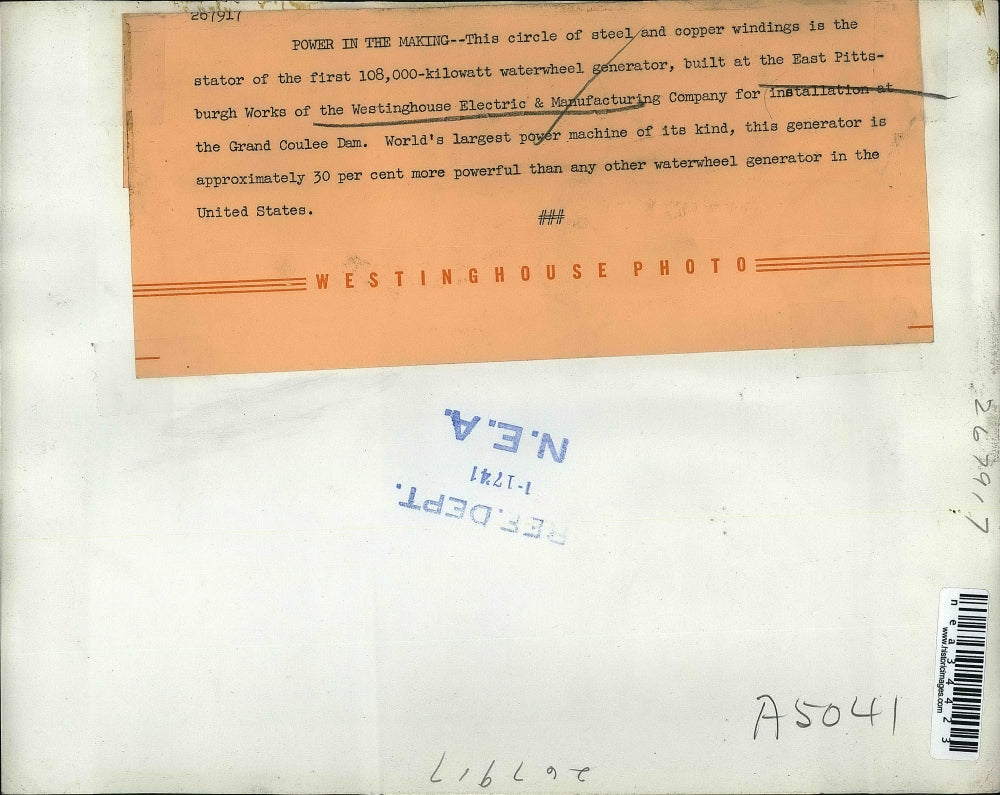 267917
POWER IN THE MAKING--This circle of steel and copper windings is the
stator of the first 108,000-kilowatt waterwheel generator, built at the East Pitts-
burgh Works of the Westinghouse Electric & Manufacturing Company for installation at
the Grand Coulee Dam. World's largest power machine of its kind, this generator is
approximately 30 per cent more powerful than any other waterwheel generator in the
United States.
###
WESTINGHOUSE PHOTO
REF. DEPT.
1-1741
N.E.A.
267917
nea34423
www.historicimages.com
A5041
267917